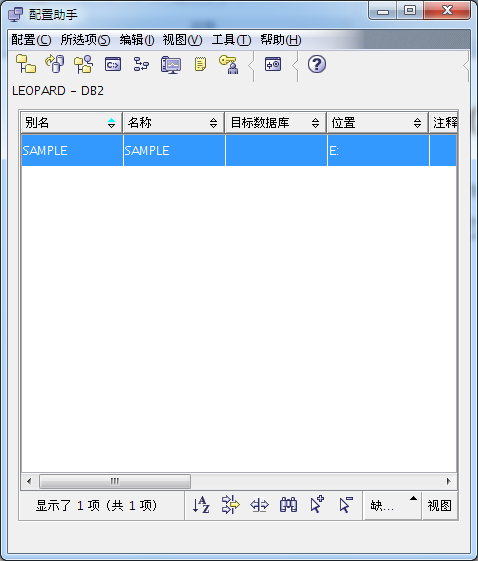 配置助手
配置(C) 所选项(S) 编辑(I) 视图(V) 工具(T) 帮助(H)
LEOPARD - DB2
别名 名称 目标数据库 位置 注释
SAMPLE SAMPLE E:
显示了 1 项 (共 1 项) 缺... 视图